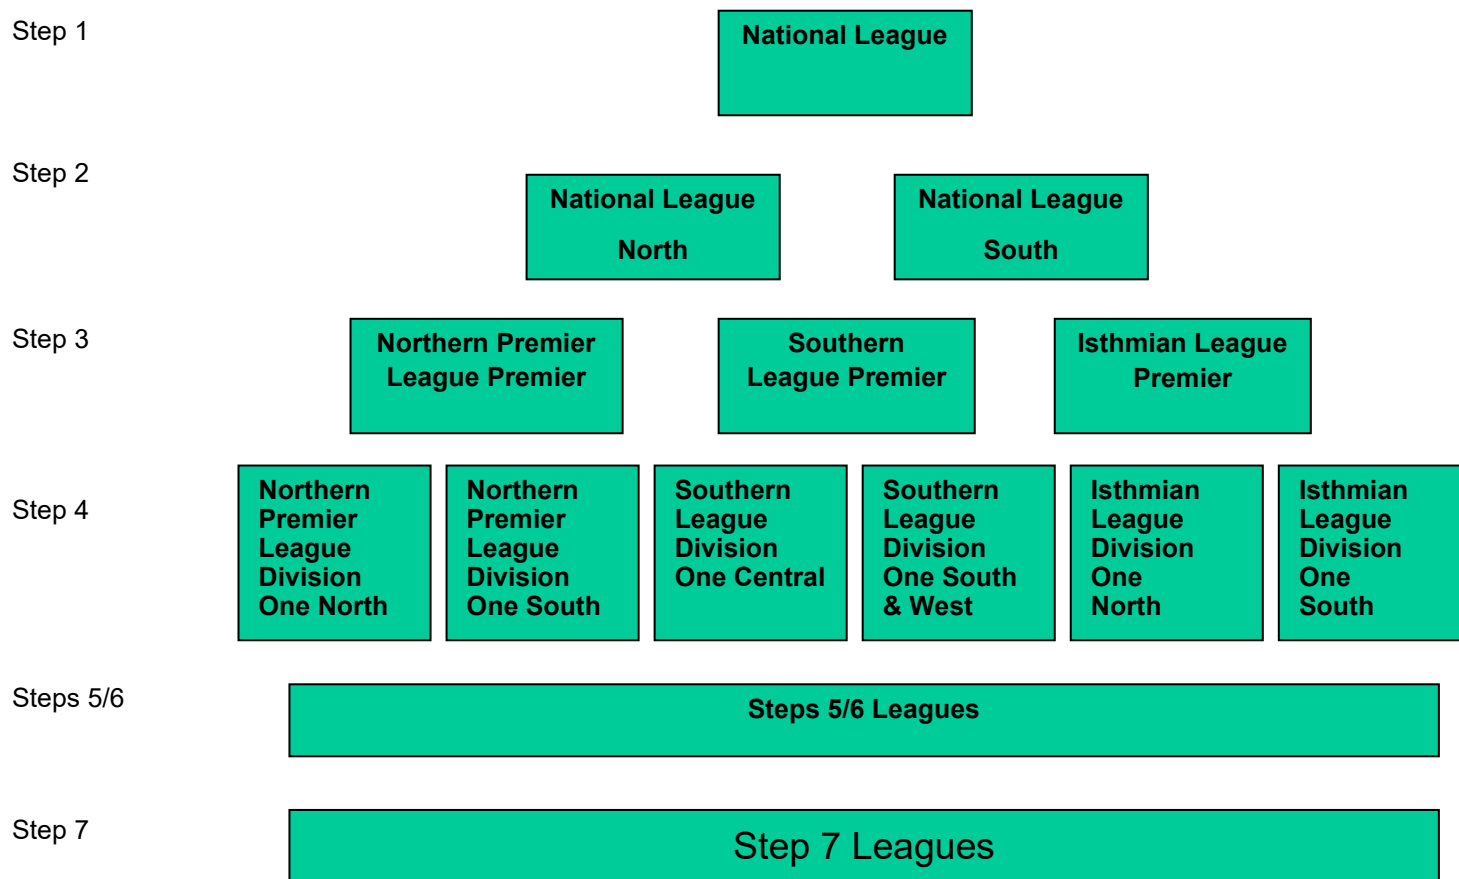 Step 1
National League
Step 2
National League
North
National League
South
Step 3
Northern Premier
League Premier
Southern
League Premier
Isthmian League
Premier
Step 4
Northern
Premier
League
Division
One North
Northern
Premier
League
Division
One South
Southern
League
Division
One Central
Southern
League
Division
One South
& West
Isthmian
League
Division
One
North
Isthmian
League
Division
One
South
Steps 5/6
Steps 5/6 Leagues
Step 7
Step 7 Leagues